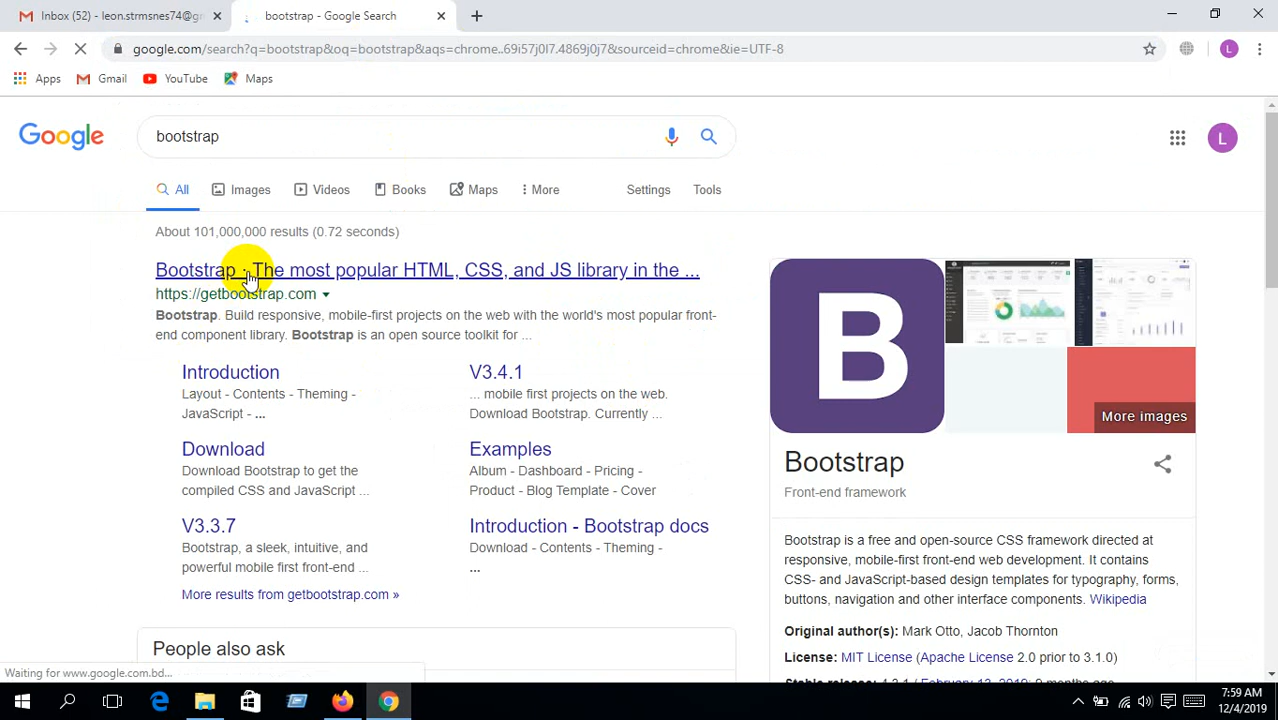 Inbox (52) - leon.strmsnes74@g
bootstrap - Google Search
google.com/search?q=bootstrap&oq=bootstrap&aqs=chrome..69i57j0l7.4869j0j7&sourceid=chrome&ie=UTF-8
L
Apps
Gmail
YouTube
Maps
Google
bootstrap
L
All
Images
Videos
Books
Maps
More
Settings
Tools
About 101,000,000 results (0.72 seconds)
Bootstrap · The most popular HTML, CSS, and JS library in the ...
https://getbootstrap.com
Bootstrap. Build responsive, mobile-first projects on the web with the world's most popular front-
end component library. Bootstrap is an open source toolkit for ...
Introduction
Layout - Contents - Theming -
JavaScript - ...
V3.4.1
... mobile first projects on the web.
Download Bootstrap. Currently ...
Download
Download Bootstrap to get the
compiled CSS and JavaScript ...
Examples
Album - Dashboard - Pricing -
Product - Blog Template - Cover
V3.3.7
Bootstrap, a sleek, intuitive, and
powerful mobile first front-end ...
Introduction - Bootstrap docs
Download - Contents - Theming -
...
More results from getbootstrap.com »
People also ask
B
More images
Bootstrap
Front-end framework
Bootstrap is a free and open-source CSS framework directed at
responsive, mobile-first front-end web development. It contains
CSS- and JavaScript-based design templates for typography, forms,
buttons, navigation and other interface components. Wikipedia
Original author(s): Mark Otto, Jacob Thornton
License: MIT License (Apache License 2.0 prior to 3.1.0)
Stable release: 4.3.1 / February 13, 2019; 9 months ago
Waiting for www.google.com.bd...
7:59 AM
12/4/2019